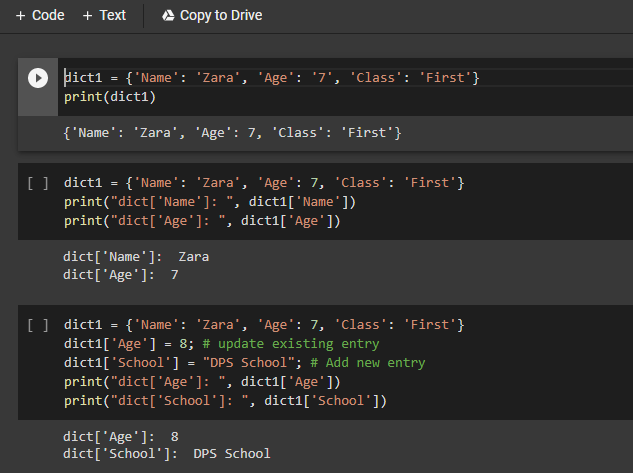 + Code + Text Copy to Drive
dict1 = {'Name': 'Zara', 'Age': '7', 'Class': 'First'}
print(dict1)
{'Name': 'Zara', 'Age': 7, 'Class': 'First'}
[ ] dict1 = {'Name': 'Zara', 'Age': 7, 'Class': 'First'}
print("dict['Name']: ", dict1['Name'])
print("dict['Age']: ", dict1['Age'])
dict['Name']:  Zara
dict['Age']:  7
[ ] dict1 = {'Name': 'Zara', 'Age': 7, 'Class': 'First'}
dict1['Age'] = 8; # update existing entry
dict1['School'] = "DPS School"; # Add new entry
print("dict['Age']: ", dict1['Age'])
print("dict['School']: ", dict1['School'])
dict['Age']:  8
dict['School']:  DPS School